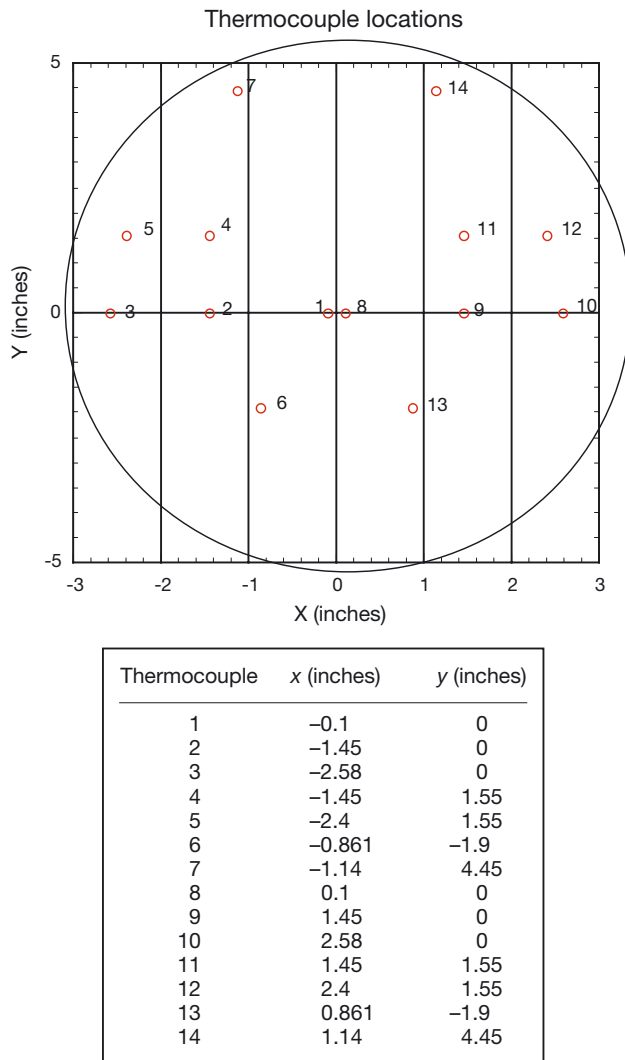 Thermocouple locations
5
7
14
5
4
11
12
Y (inches)
0
3
2
1
8
9
10
6
13
-5
-3
-2
-1
0
1
2
3
X (inches)
Thermocouple x (inches) y (inches)
1 –0.1 0
2 –1.45 0
3 –2.58 0
4 –1.45 1.55
5 –2.4 1.55
6 –0.861 –1.9
7 –1.14 4.45
8 0.1 0
9 1.45 0
10 2.58 0
11 1.45 1.55
12 2.4 1.55
13 0.861 –1.9
14 1.14 4.45